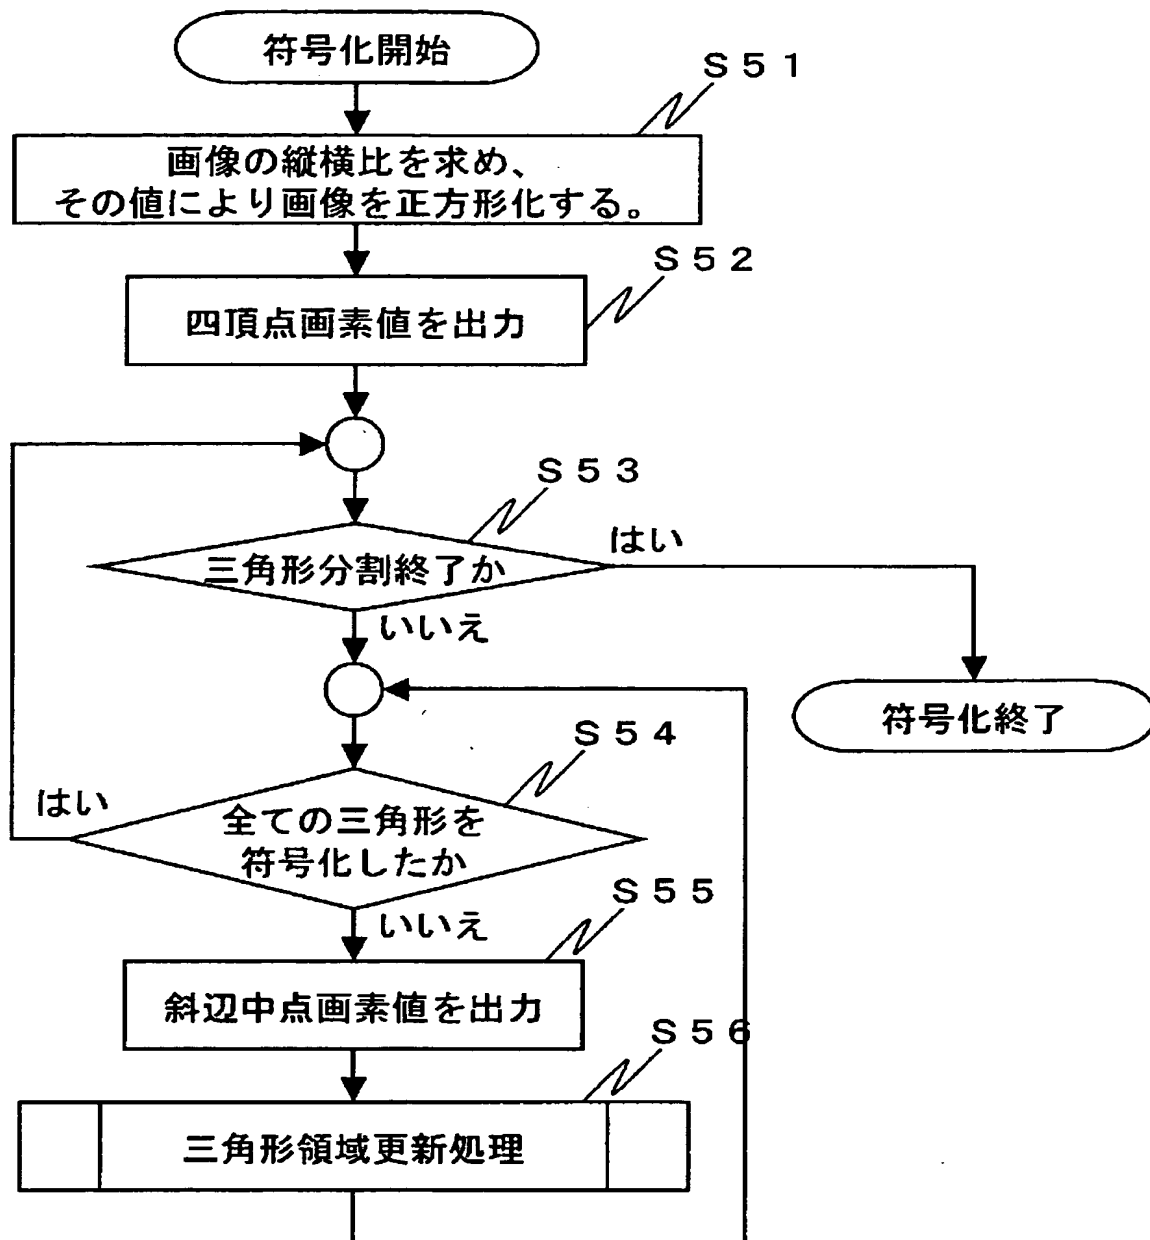 符号化開始
S51
画像の縦横比を求め、
その値により画像を正方形化する。
S52
四頂点画素値を出力
S53
三角形分割終了か
はい
いいえ
符号化終了
S54
はい
全ての三角形を
符号化したか
いいえ
S55
斜辺中点画素値を出力
S56
三角形領域更新処理